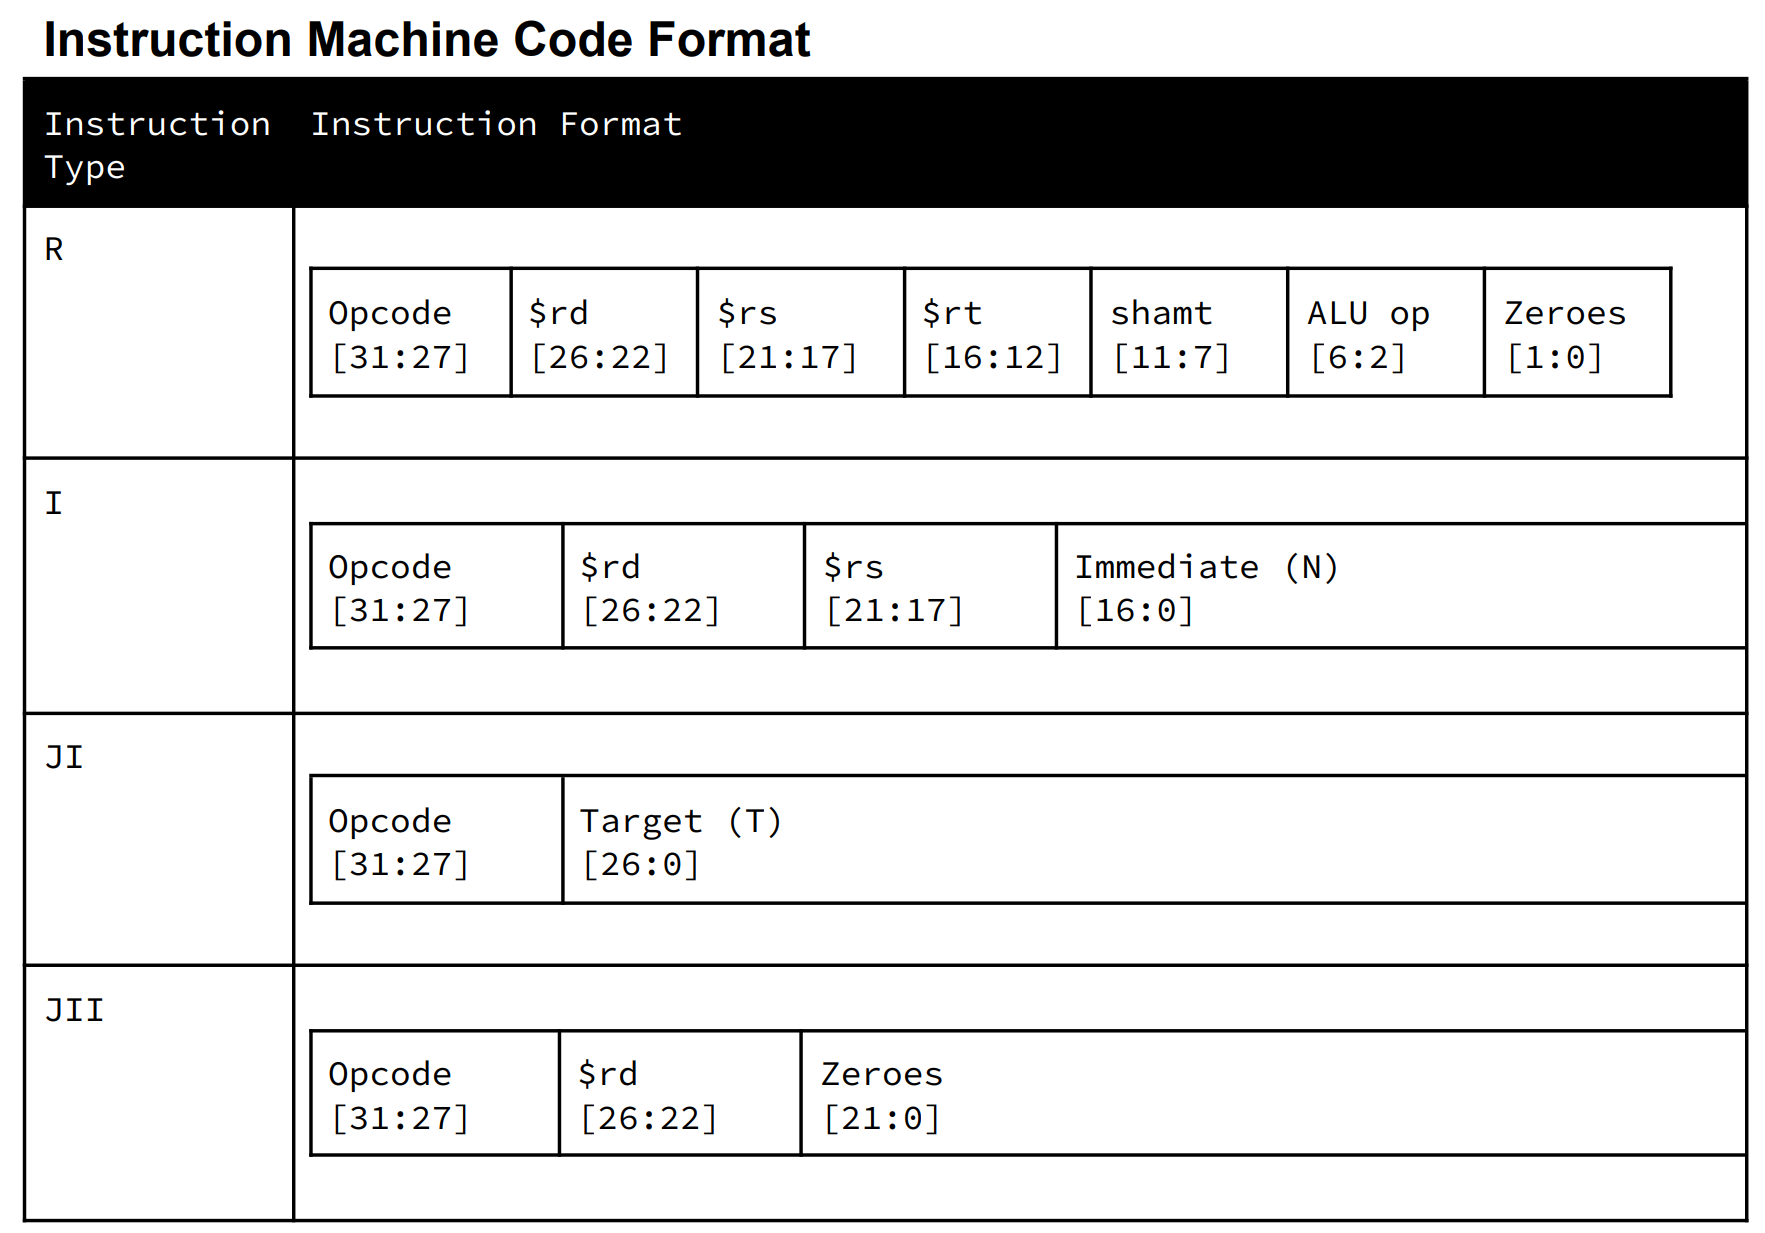 Instruction Machine Code Format
Instruction Type Instruction Format
R
Opcode [31:27] $rd [26:22] $rs [21:17] $rt [16:12] shamt [11:7] ALU op [6:2] Zeroes [1:0]
I
Opcode [31:27] $rd [26:22] $rs [21:17] Immediate (N) [16:0]
JI
Opcode [31:27] Target (T) [26:0]
JII
Opcode [31:27] $rd [26:22] Zeroes [21:0]